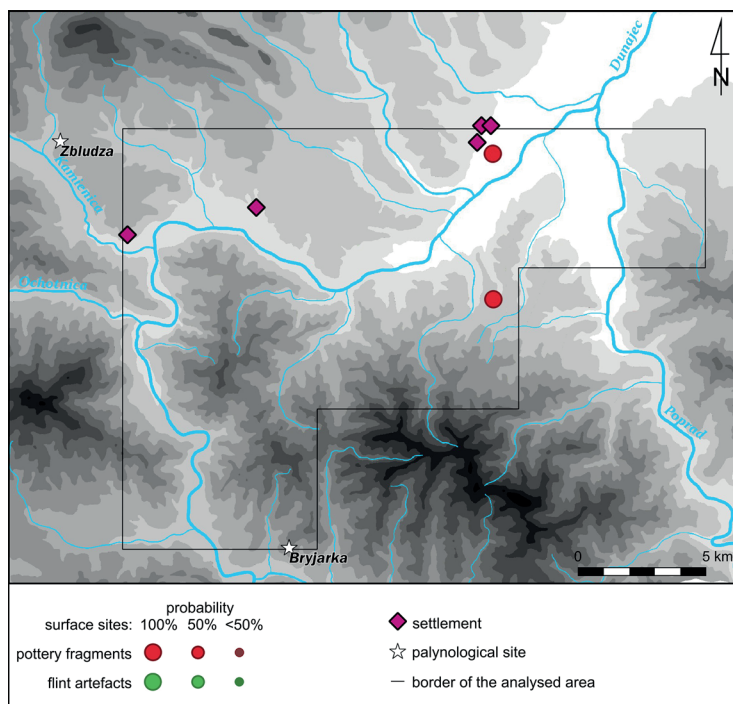 Dunajec
N
Zbludza
Kamienica
Ochotnica
Poprad
Bryjarka
0 5 km
probability
surface sites: 100% 50% <50%
pottery fragments
flint artefacts
settlement
palynological site
border of the analysed area